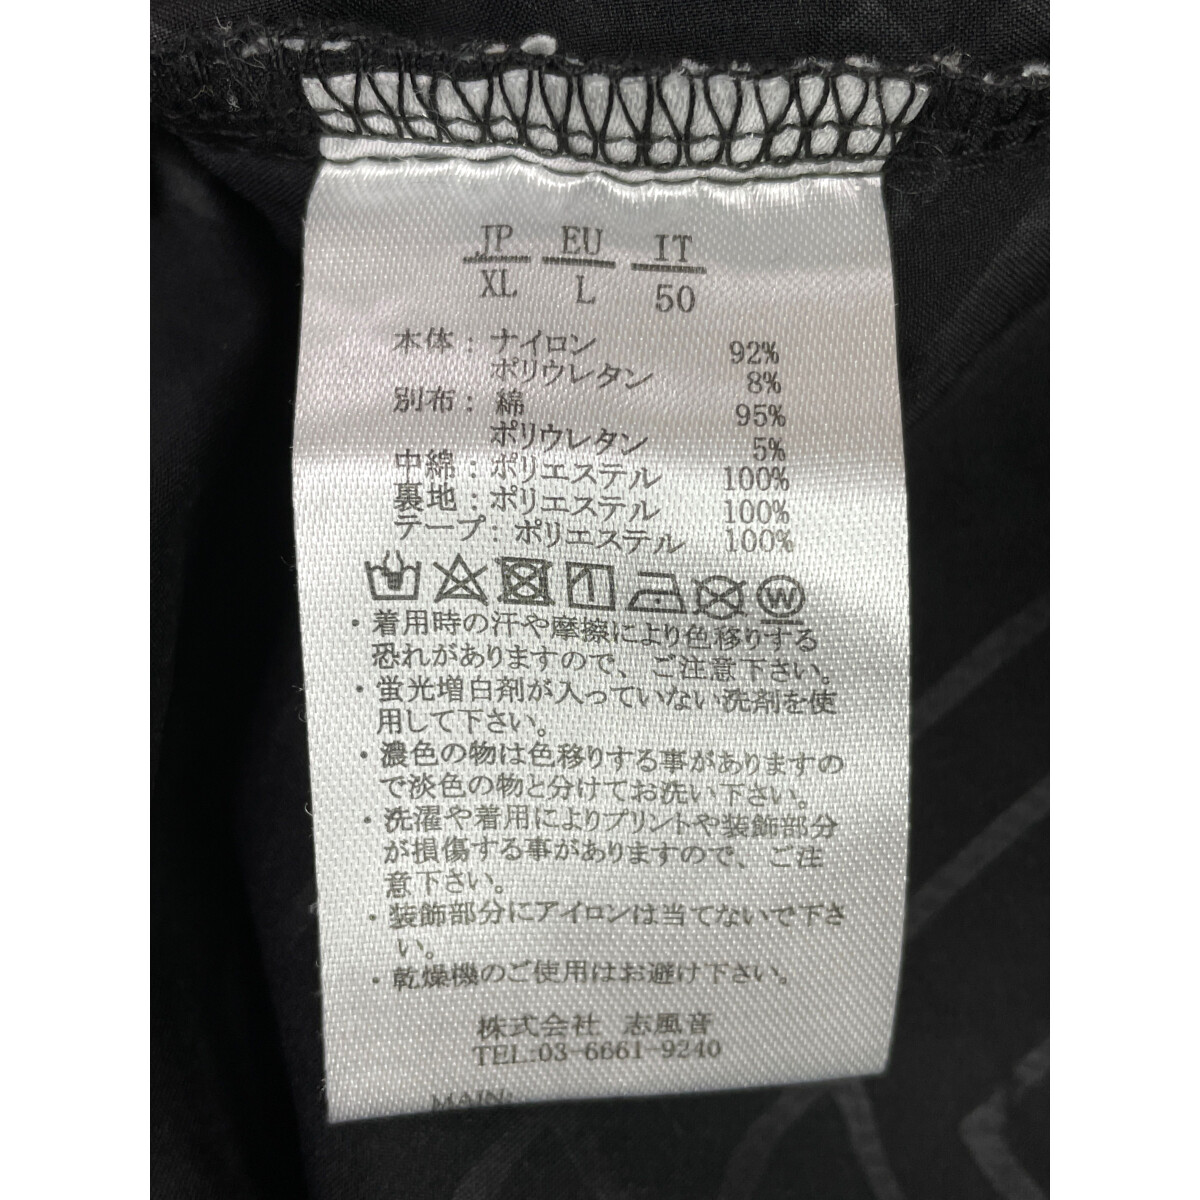 JP EU IT
XL L 50
本体：ナイロン 92%
ポリウレタン 8%
別布：綿 95%
ポリウレタン 5%
中綿：ポリエステル 100%
裏地：ポリエステル 100%
テープ：ポリエステル 100%
W
・着用時の汗や摩擦により色移りする
恐れがありますので、ご注意下さい。
・蛍光増白剤が入っていない洗剤を使
用して下さい。
・濃色の物は色移りする事がありますの
で淡色の物と分けてお洗い下さい。
・洗濯や着用によりプリントや装飾部分
が損傷する事がありますので、ご注
意下さい。
・装飾部分にアイロンは当てないで下さ
い。
・乾燥機のご使用はお避け下さい。
株式会社 志風音
TEL:03-6661-9240
MAIN: